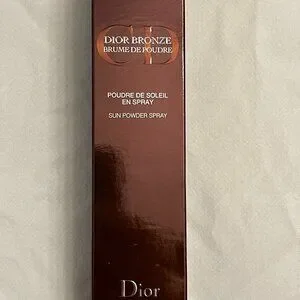 DIOR BRONZE
BRUME DE POUDRE
POUDRE DE SOLEIL
EN SPRAY
SUN POWDER SPRAY
Dior